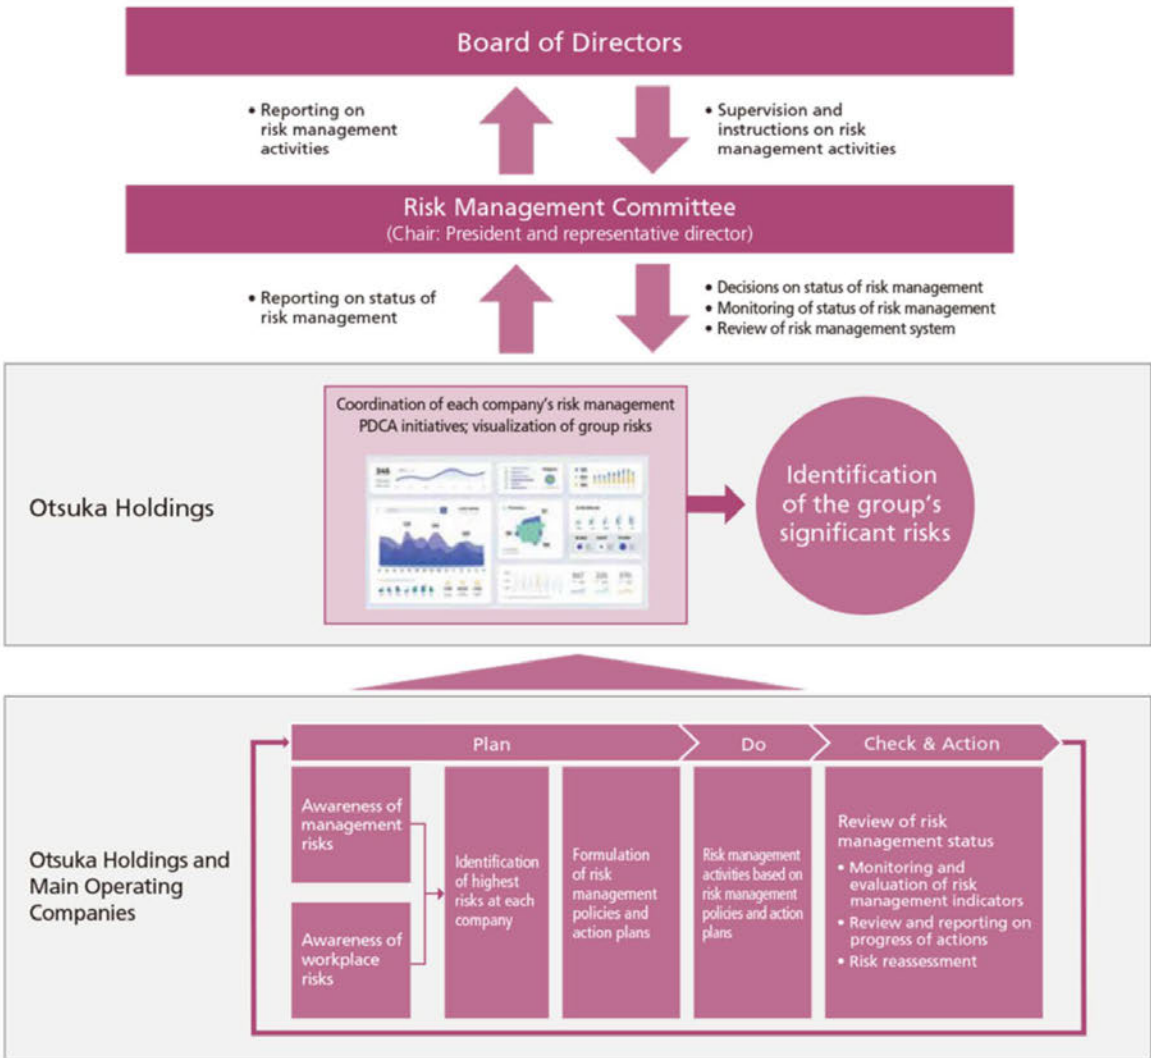 Board of Directors
• Reporting on
risk management
activities
• Supervision and
instructions on risk
management activities
Risk Management Committee
(Chair: President and representative director)
• Reporting on status of
risk management
• Decisions on status of risk management
• Monitoring of status of risk management
• Review of risk management system
Otsuka Holdings
Coordination of each company's risk management
PDCA initiatives; visualization of group risks
Identification
of the group's
significant risks
Otsuka Holdings and
Main Operating
Companies
Plan
Do
Check & Action
Awareness of
management
risks
Awareness of
workplace
risks
Identification
of highest
risks at each
company
Formulation
of risk
management
policies and
action plans
Risk management
activities based on
risk management
policies and action
plans
Review of risk
management status
• Monitoring and
evaluation of risk
management indicators
• Review and reporting on
progress of actions
• Risk reassessment